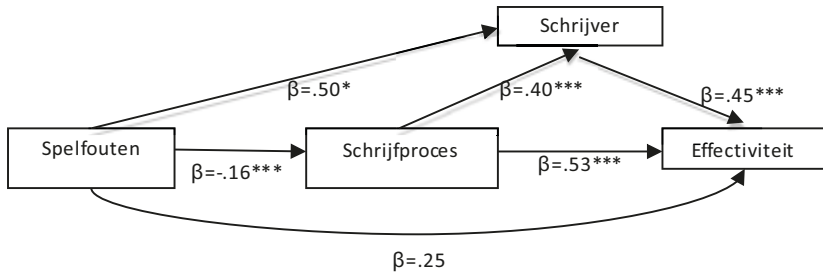 Schrijver
β=.50*
β=.40***
β=.45***
Spelfouten
Schrijfproces
Effectiviteit
β=-.16***
β=.53***
β=.25